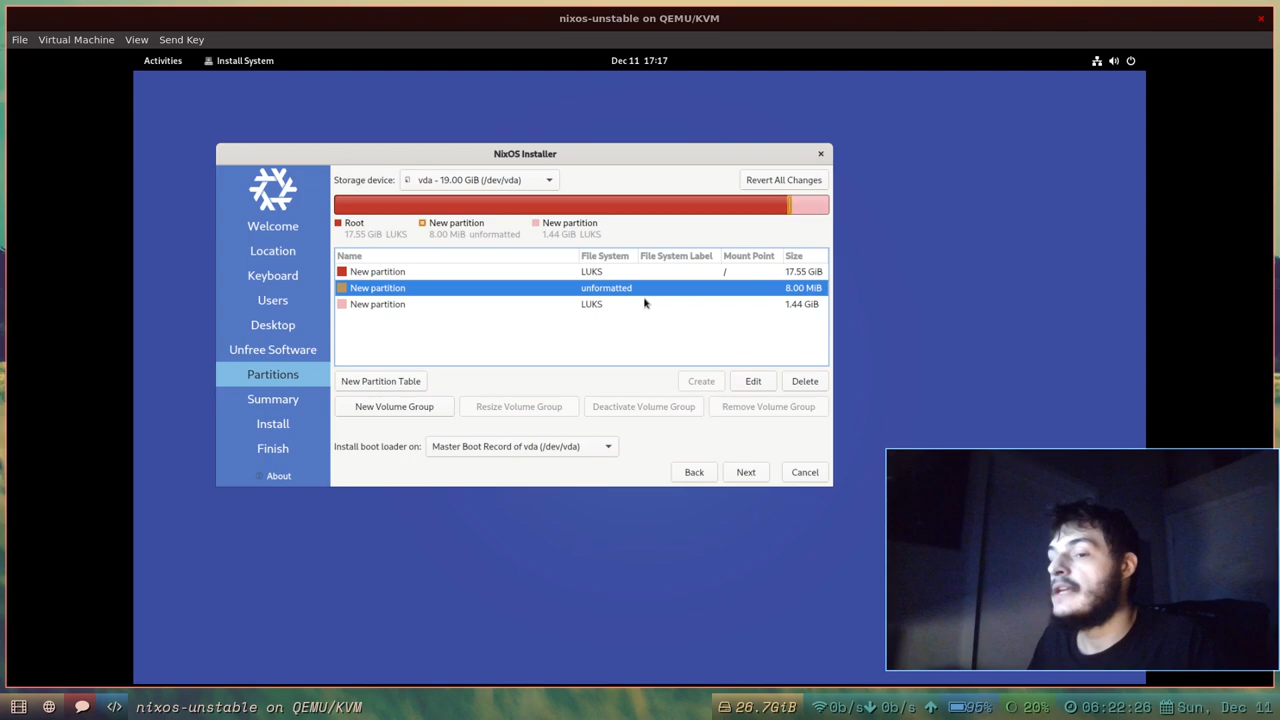 nixos-unstable on QEMU/KVM
File Virtual Machine View Send Key
Activities Install System Dec 11 17:17
NixOS Installer
Storage device: vda - 19.00 GiB (/dev/vda) Revert All Changes
Root New partition New partition
17.55 GiB LUKS 8.00 MiB unformatted 1.44 GiB LUKS
Welcome
Location
Keyboard
Users
Desktop
Unfree Software
Partitions
Summary
Install
Finish
About
Name File System File System Label Mount Point Size
New partition LUKS / 17.55 GiB
New partition unformatted 8.00 MiB
New partition LUKS 1.44 GiB
New Partition Table Create Edit Delete
New Volume Group Resize Volume Group Deactivate Volume Group Remove Volume Group
Install boot loader on: Master Boot Record of vda (/dev/vda)
Back Next Cancel
nixos-unstable on QEMU/KVM 26.7GiB 0b/s 0b/s 95% 20% 06:22:26 Sun, Dec 11